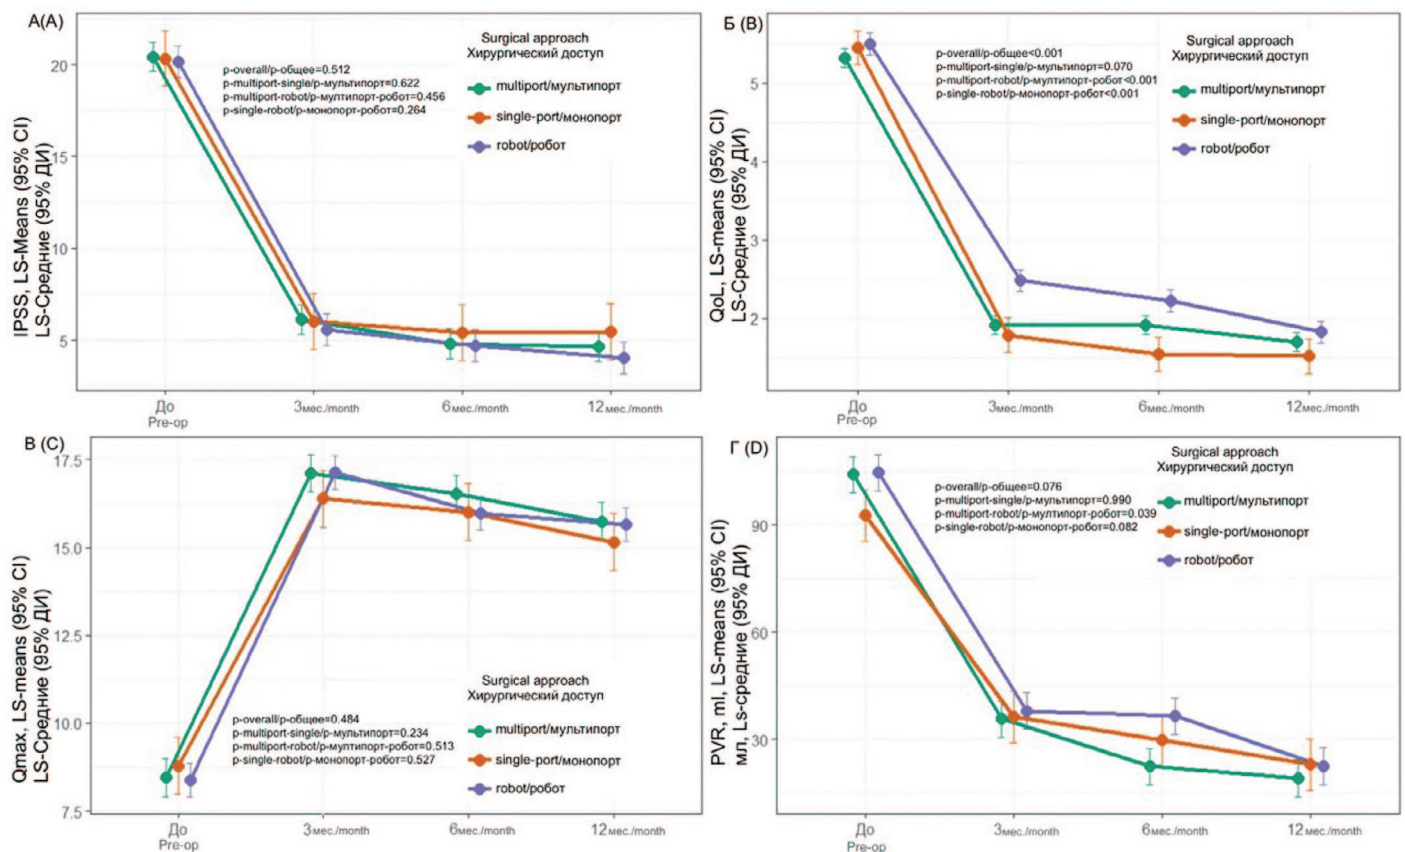 А(А)
Surgical approach
Хирургический доступ
p-overall/p-общее=0.512
p-multiport-single/p-мультипорт=0.622
p-multiport-robot/p-мултипорт-робот=0.456
p-single-robot/p-монопорт-робот=0.264
multiport/мультипорт
single-port/монопорт
robot/робот
IPSS, LS-Means (95% CI)
LS-Средние (95% ДИ)
20
15
10
5
До
Pre-op
3мес./month
6мес./month
12мес./month
Б (В)
Surgical approach
Хирургический доступ
p-overall/p-общее<0.001
p-multiport-single/p-мультипорт=0.070
p-multiport-robot/p-мултипорт-робот<0.001
p-single-robot/p-монопорт-робот<0.001
multiport/мультипорт
single-port/монопорт
robot/робот
QoL, LS-means (95% CI)
LS-Средние (95% ДИ)
5
4
3
2
До
Pre-op
3мес./month
6мес./month
12мес./month
В (С)
Surgical approach
Хирургический доступ
p-overall/p-общее=0.484
p-multiport-single/p-мультипорт=0.234
p-multiport-robot/p-мултипорт-робот=0.513
p-single-robot/p-монопорт-робот=0.527
multiport/мультипорт
single-port/монопорт
robot/робот
Qmax, LS-means (95% CI)
LS-Средние (95% ДИ)
17.5
15.0
12.5
10.0
7.5
До
Pre-op
3мес./month
6мес./month
12мес./month
Г (D)
Surgical approach
Хирургический доступ
p-overall/p-общее=0.076
p-multiport-single/p-мультипорт=0.990
p-multiport-robot/p-мултипорт-робот=0.039
p-single-robot/p-монопорт-робот=0.082
multiport/мультипорт
single-port/монопорт
robot/робот
PVR, ml, LS-means (95% CI)
мл, Ls-средние (95% ДИ)
90
60
30
До
Pre-op
3мес./month
6мес./month
12мес./month